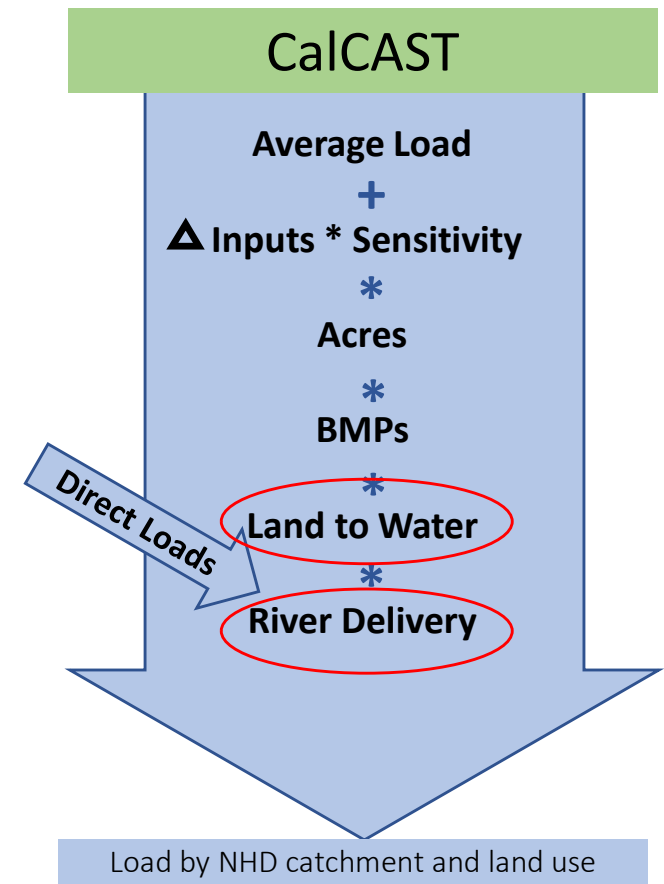 CalCAST
Average Load
+
Δ Inputs * Sensitivity
*
Acres
*
BMPs
*
Direct Loads
Land to Water
*
River Delivery
Load by NHD catchment and land use